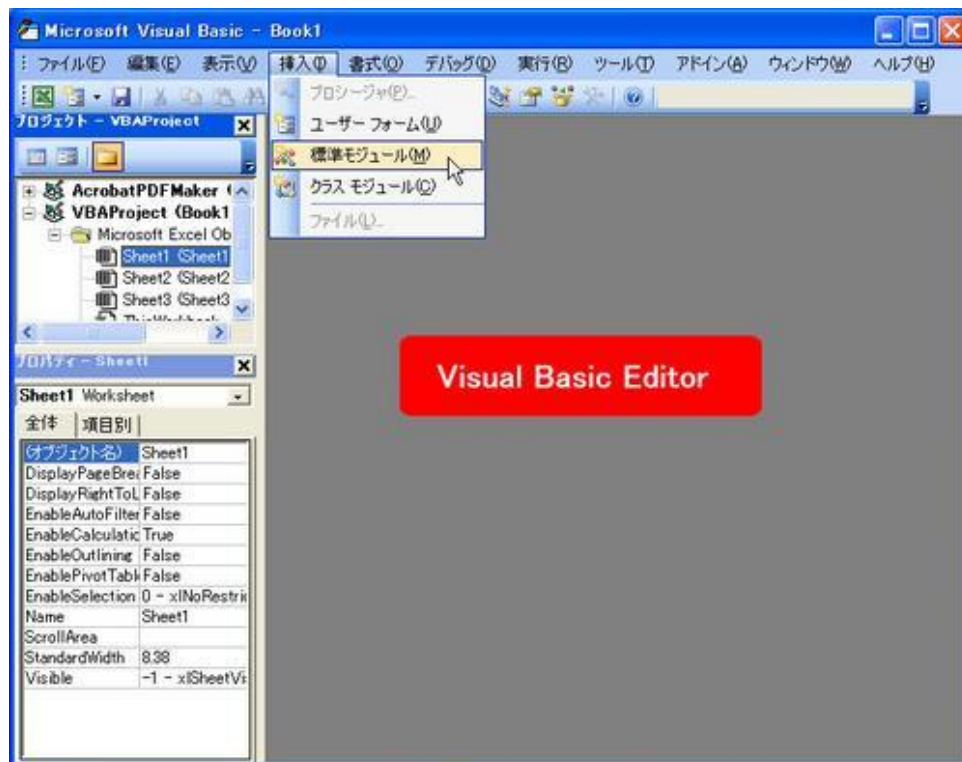 Microsoft Visual Basic - Book1
ファイル(F) 編集(E) 表示(V) 挿入(I) 書式(O) デバッグ(D) 実行(R) ツール(T) アドイン(A) ウィンドウ(W) ヘルプ(H)
プロシージャ(P)...
ユーザー フォーム(U)
標準モジュール(M)
クラス モジュール(C)
ファイル(L)...
プロジェクト - VBAProject
AcrobatPDFMaker (
VBAProject (Book1
Microsoft Excel Ob
Sheet1 (Sheet1
Sheet2 (Sheet2
Sheet3 (Sheet3
プロパティ - Sheet1
Sheet1 Worksheet
全体 項目別
(オブジェクト名) Sheet1
DisplayPageBre False
DisplayRightToL False
EnableAutoFilter False
EnableCalculatic True
EnableOutlining False
EnablePivotTabl False
EnableSelection 0 - xlNoRestri
Name Sheet1
ScrollArea
StandardWidth 8.38
Visible -1 - xlSheetVi
Visual Basic Editor